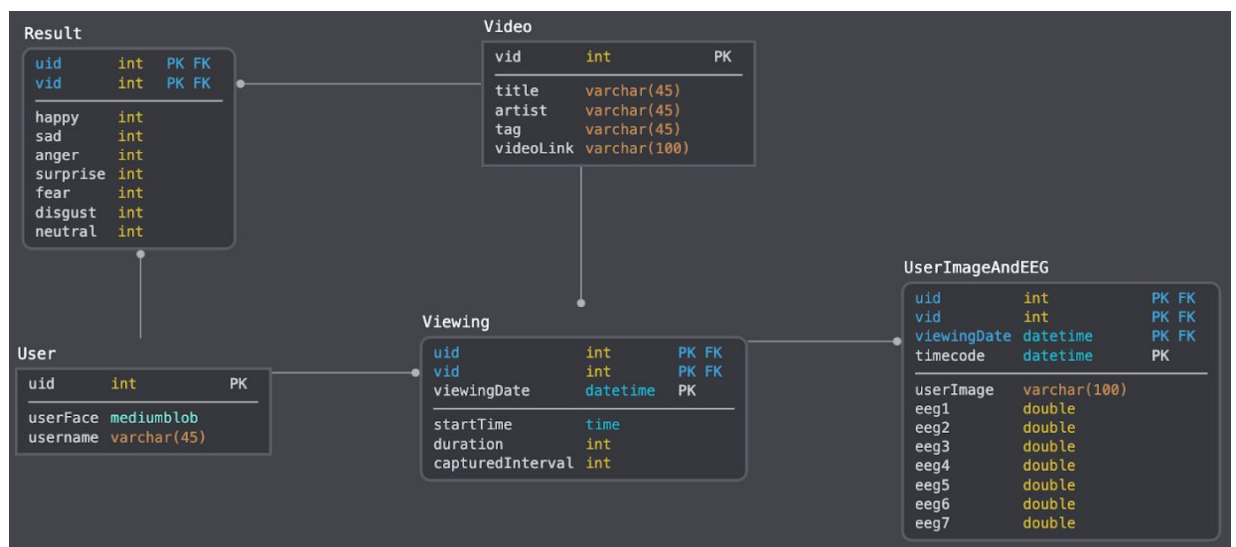 Result
uid int PK FK
vid int PK FK
happy int
sad int
anger int
surprise int
fear int
disgust int
neutral int
Video
vid int PK
title varchar(45)
artist varchar(45)
tag varchar(45)
videoLink varchar(100)
User
uid int PK
userFace mediumblob
username varchar(45)
Viewing
uid int PK FK
vid int PK FK
viewingDate datetime PK
startTime time
duration int
capturedInterval int
UserImageAndEEG
uid int PK FK
vid int PK FK
viewingDate datetime PK FK
timecode datetime PK
userImage varchar(100)
eeg1 double
eeg2 double
eeg3 double
eeg4 double
eeg5 double
eeg6 double
eeg7 double